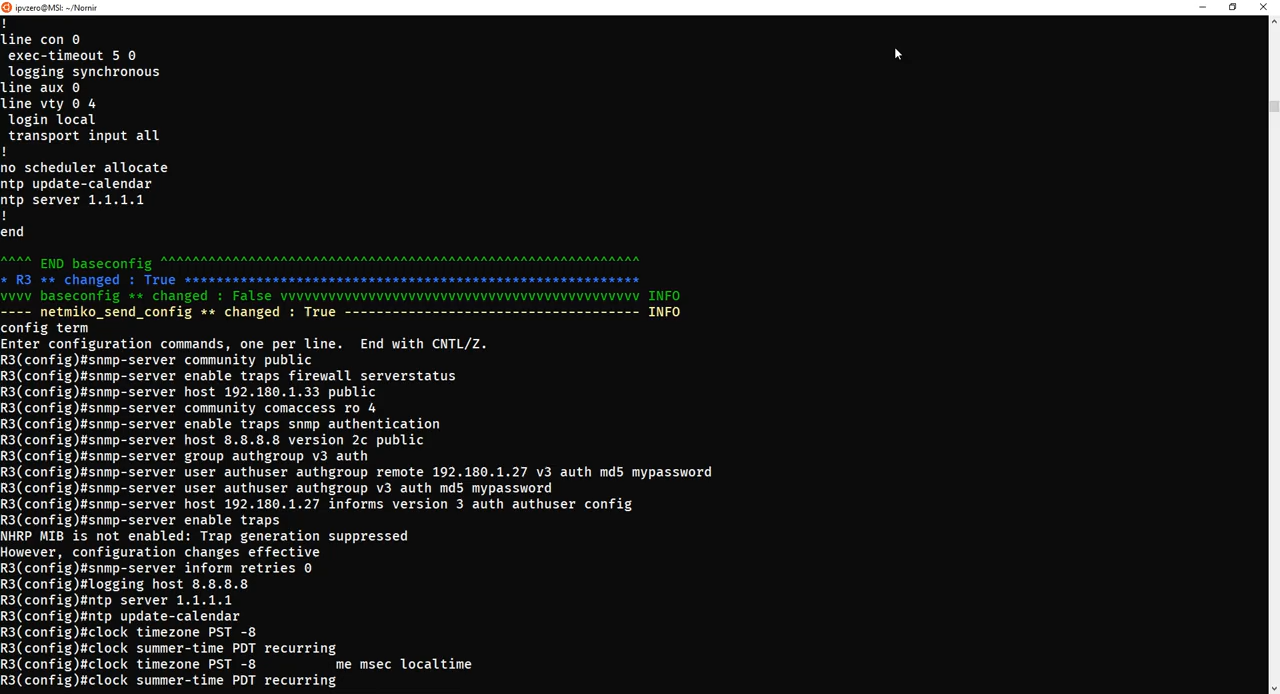 ipvzero@MSI: ~/Nornir
!
line con 0
 exec-timeout 5 0
 logging synchronous
line aux 0
line vty 0 4
 login local
 transport input all
!
no scheduler allocate
ntp update-calendar
ntp server 1.1.1.1
!
end
^^^^ END baseconfig ^^^^^^^^^^^^^^^^^^^^^^^^^^^^^^^^^^^^^^^^^^^^^^^^^^^^^^^^^^^^
* R3 ** changed : True *********************************************************
vvvv baseconfig ** changed : False vvvvvvvvvvvvvvvvvvvvvvvvvvvvvvvvvvvvvvvvvvvvv INFO
---- netmiko_send_config ** changed : True ------------------------------------- INFO
config term
Enter configuration commands, one per line.  End with CNTL/Z.
R3(config)#snmp-server community public
R3(config)#snmp-server enable traps firewall serverstatus
R3(config)#snmp-server host 192.180.1.33 public
R3(config)#snmp-server community comaccess ro 4
R3(config)#snmp-server enable traps snmp authentication
R3(config)#snmp-server host 8.8.8.8 version 2c public
R3(config)#snmp-server group authgroup v3 auth
R3(config)#snmp-server user authuser authgroup remote 192.180.1.27 v3 auth md5 mypassword
R3(config)#snmp-server user authuser authgroup v3 auth md5 mypassword
R3(config)#snmp-server host 192.180.1.27 informs version 3 auth authuser config
R3(config)#snmp-server enable traps
NHRP MIB is not enabled: Trap generation suppressed
However, configuration changes effective
R3(config)#snmp-server inform retries 0
R3(config)#logging host 8.8.8.8
R3(config)#ntp server 1.1.1.1
R3(config)#ntp update-calendar
R3(config)#clock timezone PST -8
R3(config)#clock summer-time PDT recurring
R3(config)#clock timezone PST -8          me msec localtime
R3(config)#clock summer-time PDT recurring